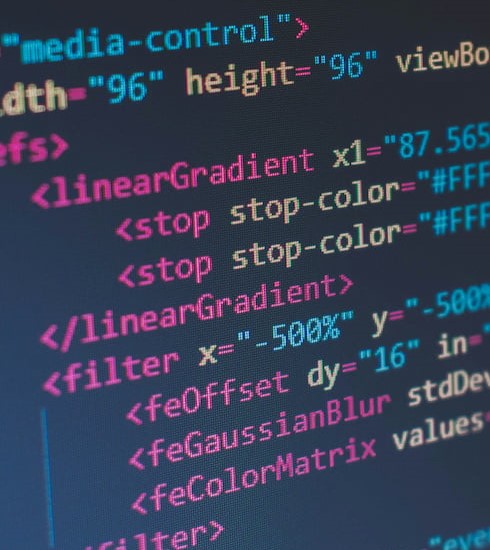 ="media-control">
dth="96" height="96" viewBo
efs>
<linearGradient x1="87.565
<stop stop-color="#FFF
<stop stop-color="#FFF
</linearGradient>
<filter x="-500%" y="-500%
<feOffset dy="16" in="
<feGaussianBlur stdDev
<feColorMatrix values=
/filter>
"eve